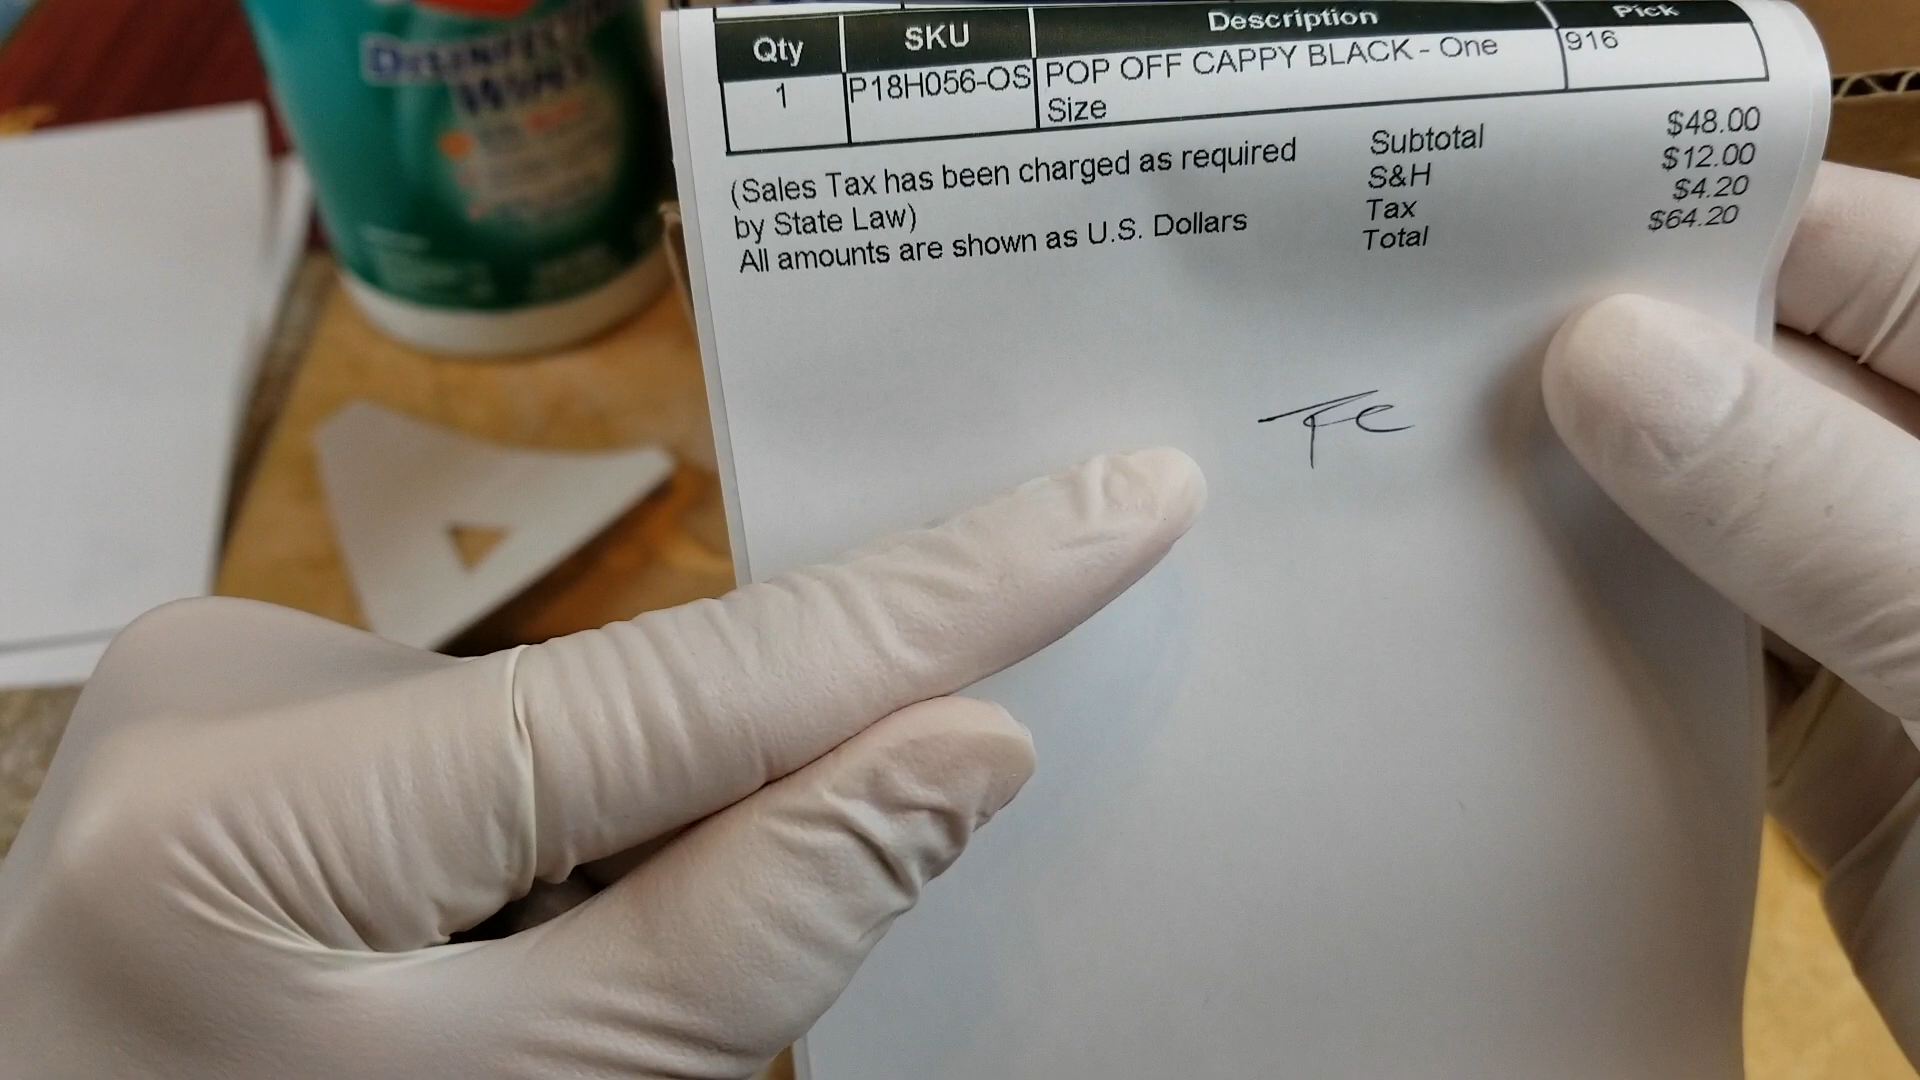 Qty SKU Description Pick
1 P18H056-OS POP OFF CAPPY BLACK - One 916
Size
(Sales Tax has been charged as required
by State Law)
All amounts are shown as U.S. Dollars
Subtotal $48.00
S&H $12.00
Tax $4.20
Total $64.20